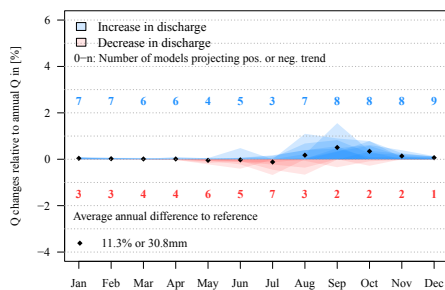 Q changes relative to annual Q in [%]
6
4
2
0
−2
−4
Increase in discharge
Decrease in discharge
0−n: Number of models projecting pos. or neg. trend
7 7 6 6 4 5 3 7 8 8 8 9
3 3 4 4 6 5 7 3 2 2 2 1
Average annual difference to reference
11.3% or 30.8mm
Jan Feb Mar Apr May Jun Jul Aug Sep Oct Nov Dec